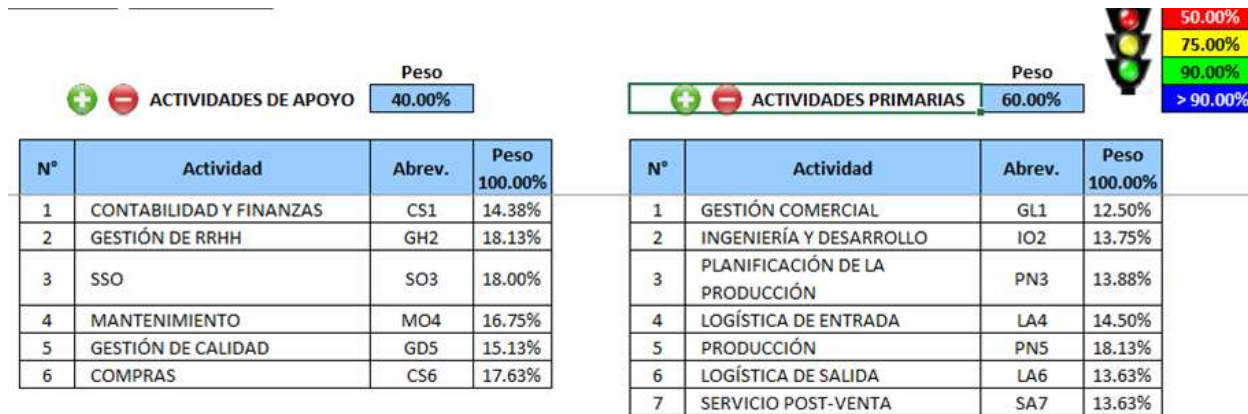 50.00%
75.00%
90.00%
> 90.00%
Peso
ACTIVIDADES DE APOYO 40.00%
N° Actividad Abrev. Peso 100.00%
1 CONTABILIDAD Y FINANZAS CS1 14.38%
2 GESTIÓN DE RRHH GH2 18.13%
3 SSO SO3 18.00%
4 MANTENIMIENTO MO4 16.75%
5 GESTIÓN DE CALIDAD GD5 15.13%
6 COMPRAS CS6 17.63%
Peso
ACTIVIDADES PRIMARIAS 60.00%
N° Actividad Abrev. Peso 100.00%
1 GESTIÓN COMERCIAL GL1 12.50%
2 INGENIERÍA Y DESARROLLO IO2 13.75%
3 PLANIFICACIÓN DE LA
PRODUCCIÓN PN3 13.88%
4 LOGÍSTICA DE ENTRADA LA4 14.50%
5 PRODUCCIÓN PN5 18.13%
6 LOGÍSTICA DE SALIDA LA6 13.63%
7 SERVICIO POST-VENTA SA7 13.63%